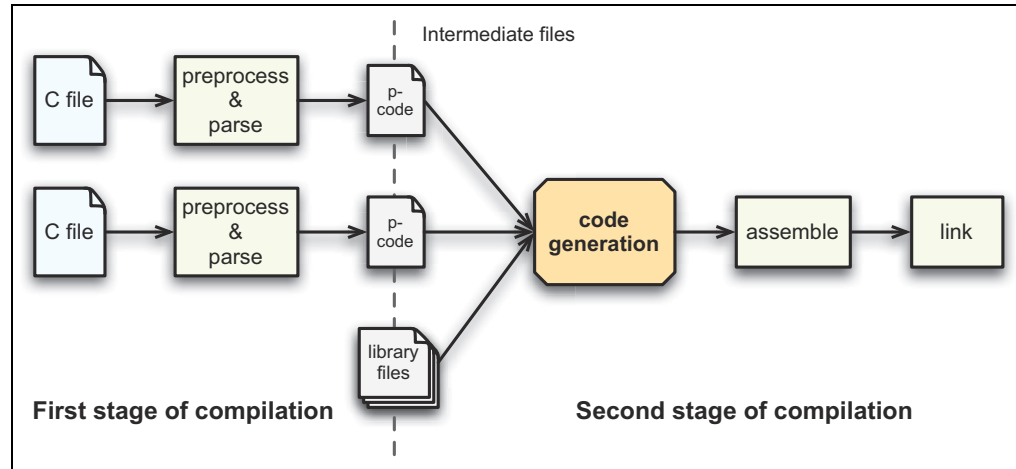 Intermediate files
C file
preprocess
&
parse
p-
code
C file
preprocess
&
parse
p-
code
library
files
code
generation
assemble
link
First stage of compilation
Second stage of compilation